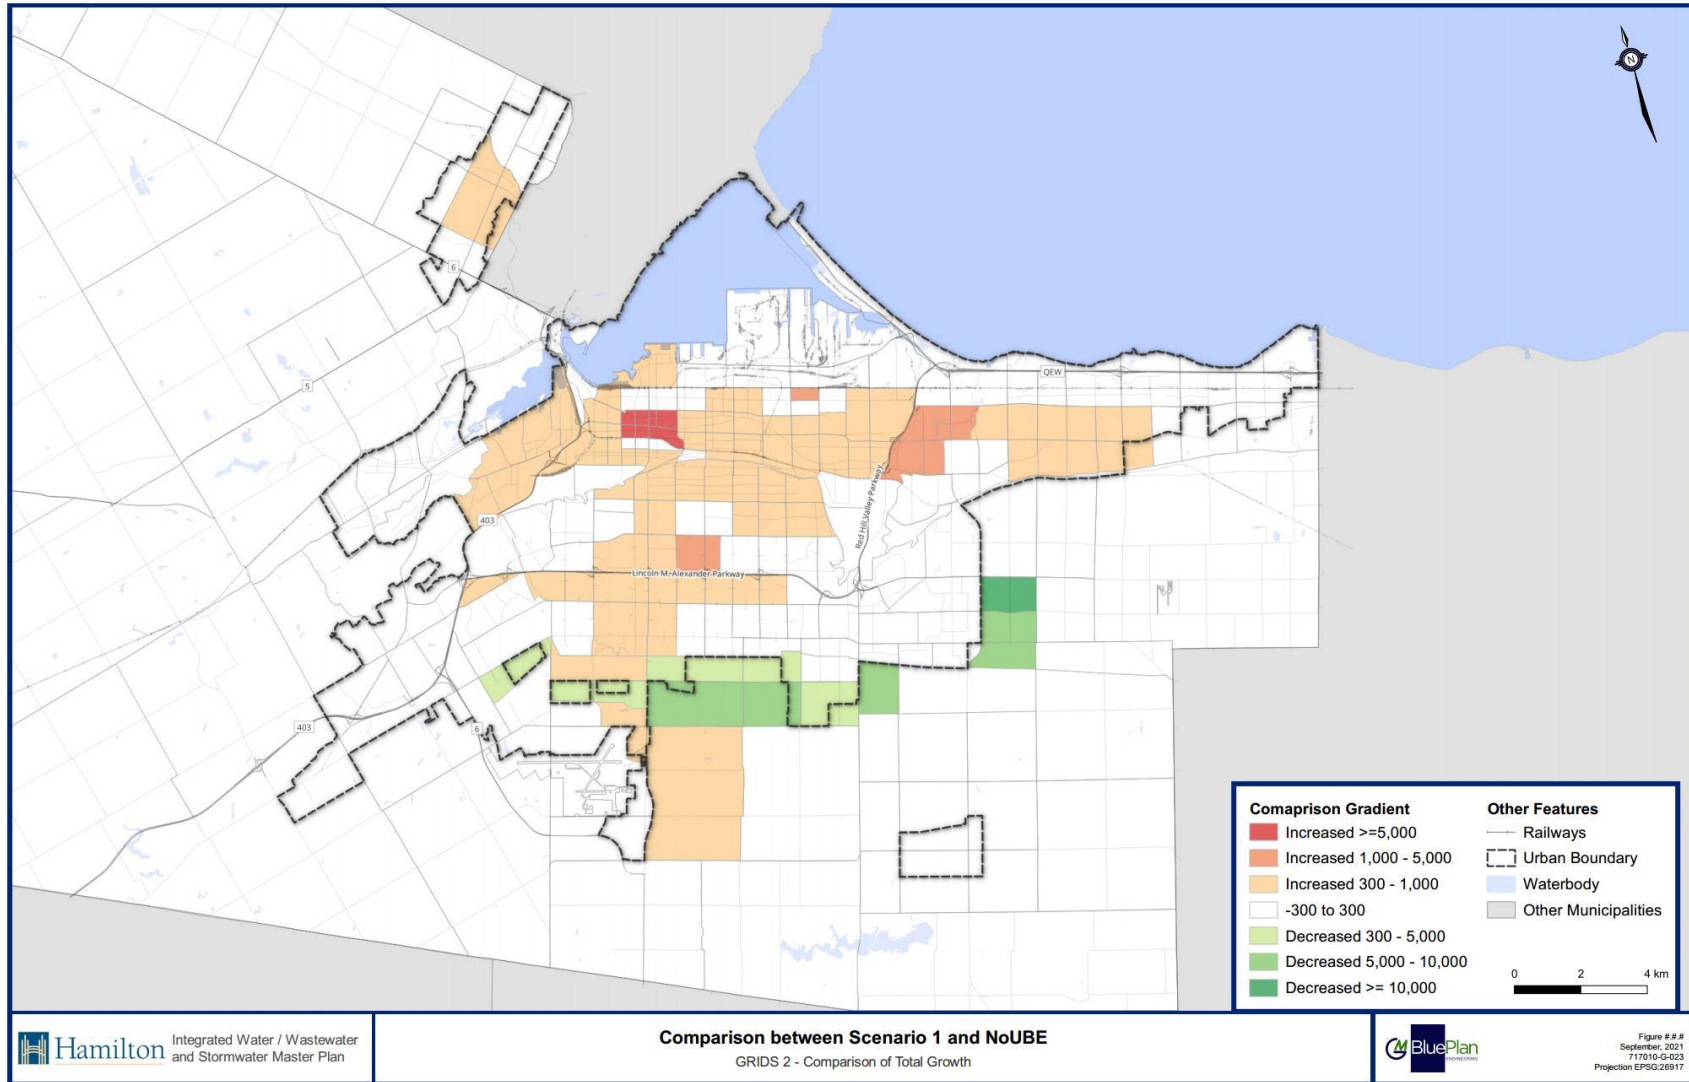 N
6
5
QEW
403
Red Hill Valley Parkway
Lincoln M. Alexander Parkway
403
6
Comaprison Gradient
Increased >=5,000
Increased 1,000 - 5,000
Increased 300 - 1,000
-300 to 300
Decreased 300 - 5,000
Decreased 5,000 - 10,000
Decreased >= 10,000
Other Features
Railways
Urban Boundary
Waterbody
Other Municipalities
0 2 4 km
Hamilton
Integrated Water / Wastewater
and Stormwater Master Plan
Comparison between Scenario 1 and NoUBE
GRIDS 2 - Comparison of Total Growth
GM BluePlan
ENGINEERING
Figure #.#.#
September, 2021
717010-G-023
Projection EPSG:26917